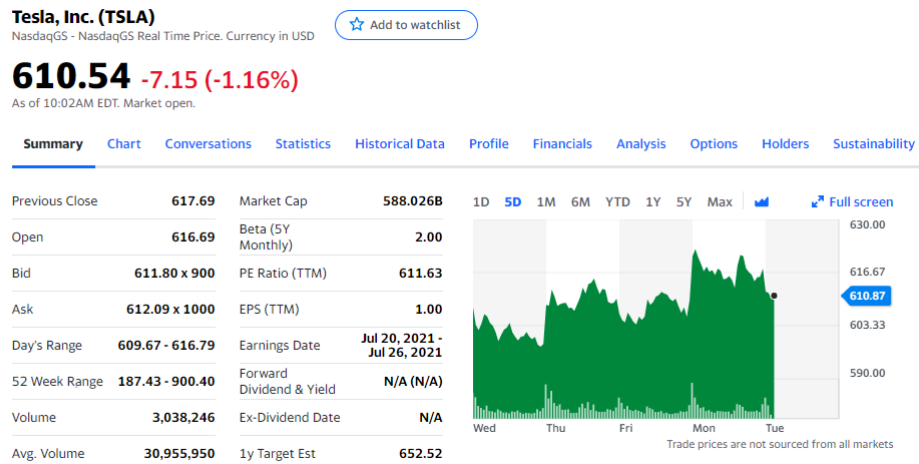 Tesla, Inc. (TSLA)
Add to watchlist
NasdaqGS - NasdaqGS Real Time Price. Currency in USD
610.54 -7.15 (-1.16%)
As of 10:02AM EDT. Market open.
Summary Chart Conversations Statistics Historical Data Profile Financials Analysis Options Holders Sustainability
Previous Close 617.69
Open 616.69
Bid 611.80 x 900
Ask 612.09 x 1000
Day's Range 609.67 - 616.79
52 Week Range 187.43 - 900.40
Volume 3,038,246
Avg. Volume 30,955,950
Market Cap 588.026B
Beta (5Y
Monthly) 2.00
PE Ratio (TTM) 611.63
EPS (TTM) 1.00
Earnings Date Jul 20, 2021 -
Jul 26, 2021
Forward
Dividend & Yield N/A (N/A)
Ex-Dividend Date N/A
1y Target Est 652.52
1D 5D 1M 6M YTD 1Y 5Y Max Full screen
630.00
616.67
610.87
603.33
590.00
Wed Thu Fri Mon Tue
Trade prices are not sourced from all markets